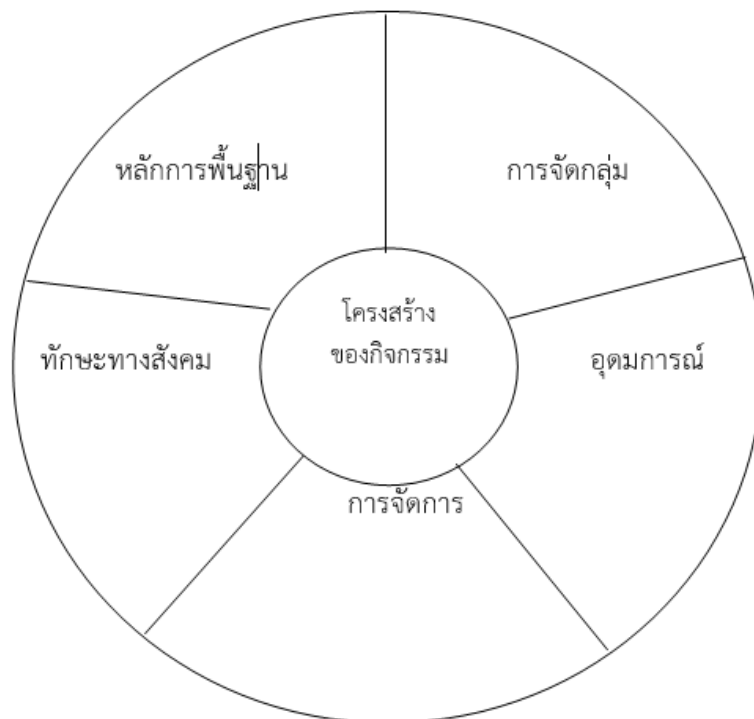 หลักการพื้นฐาน
การจัดกลุ่ม
โครงสร้าง
ของกิจกรรม
ทักษะทางสังคม
อุดมการณ์
การจัดการ